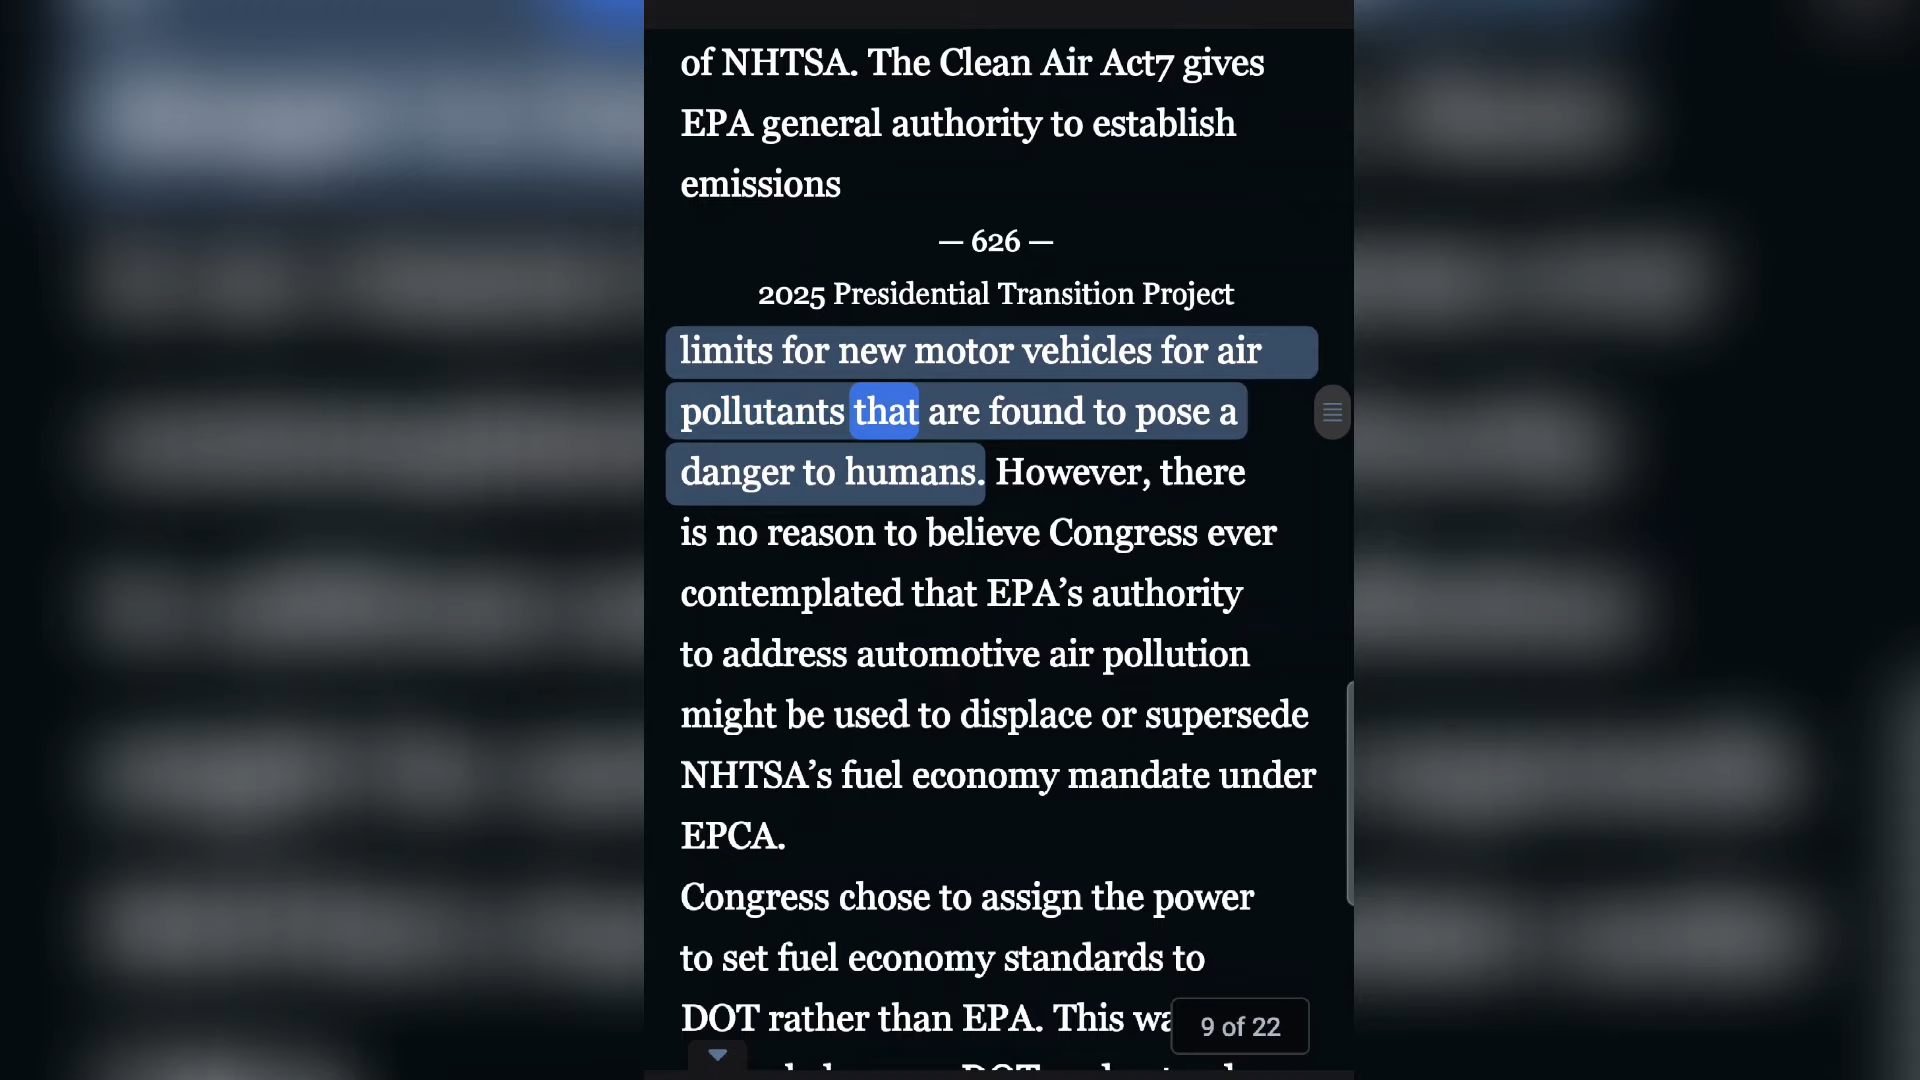 of NHTSA. The Clean Air Act7 gives
EPA general authority to establish
emissions
— 626 —
2025 Presidential Transition Project
limits for new motor vehicles for air
pollutants that are found to pose a
danger to humans. However, there
is no reason to believe Congress ever
contemplated that EPA’s authority
to address automotive air pollution
might be used to displace or supersede
NHTSA’s fuel economy mandate under
EPCA.
Congress chose to assign the power
to set fuel economy standards to
DOT rather than EPA. This
9 of 22
DOT